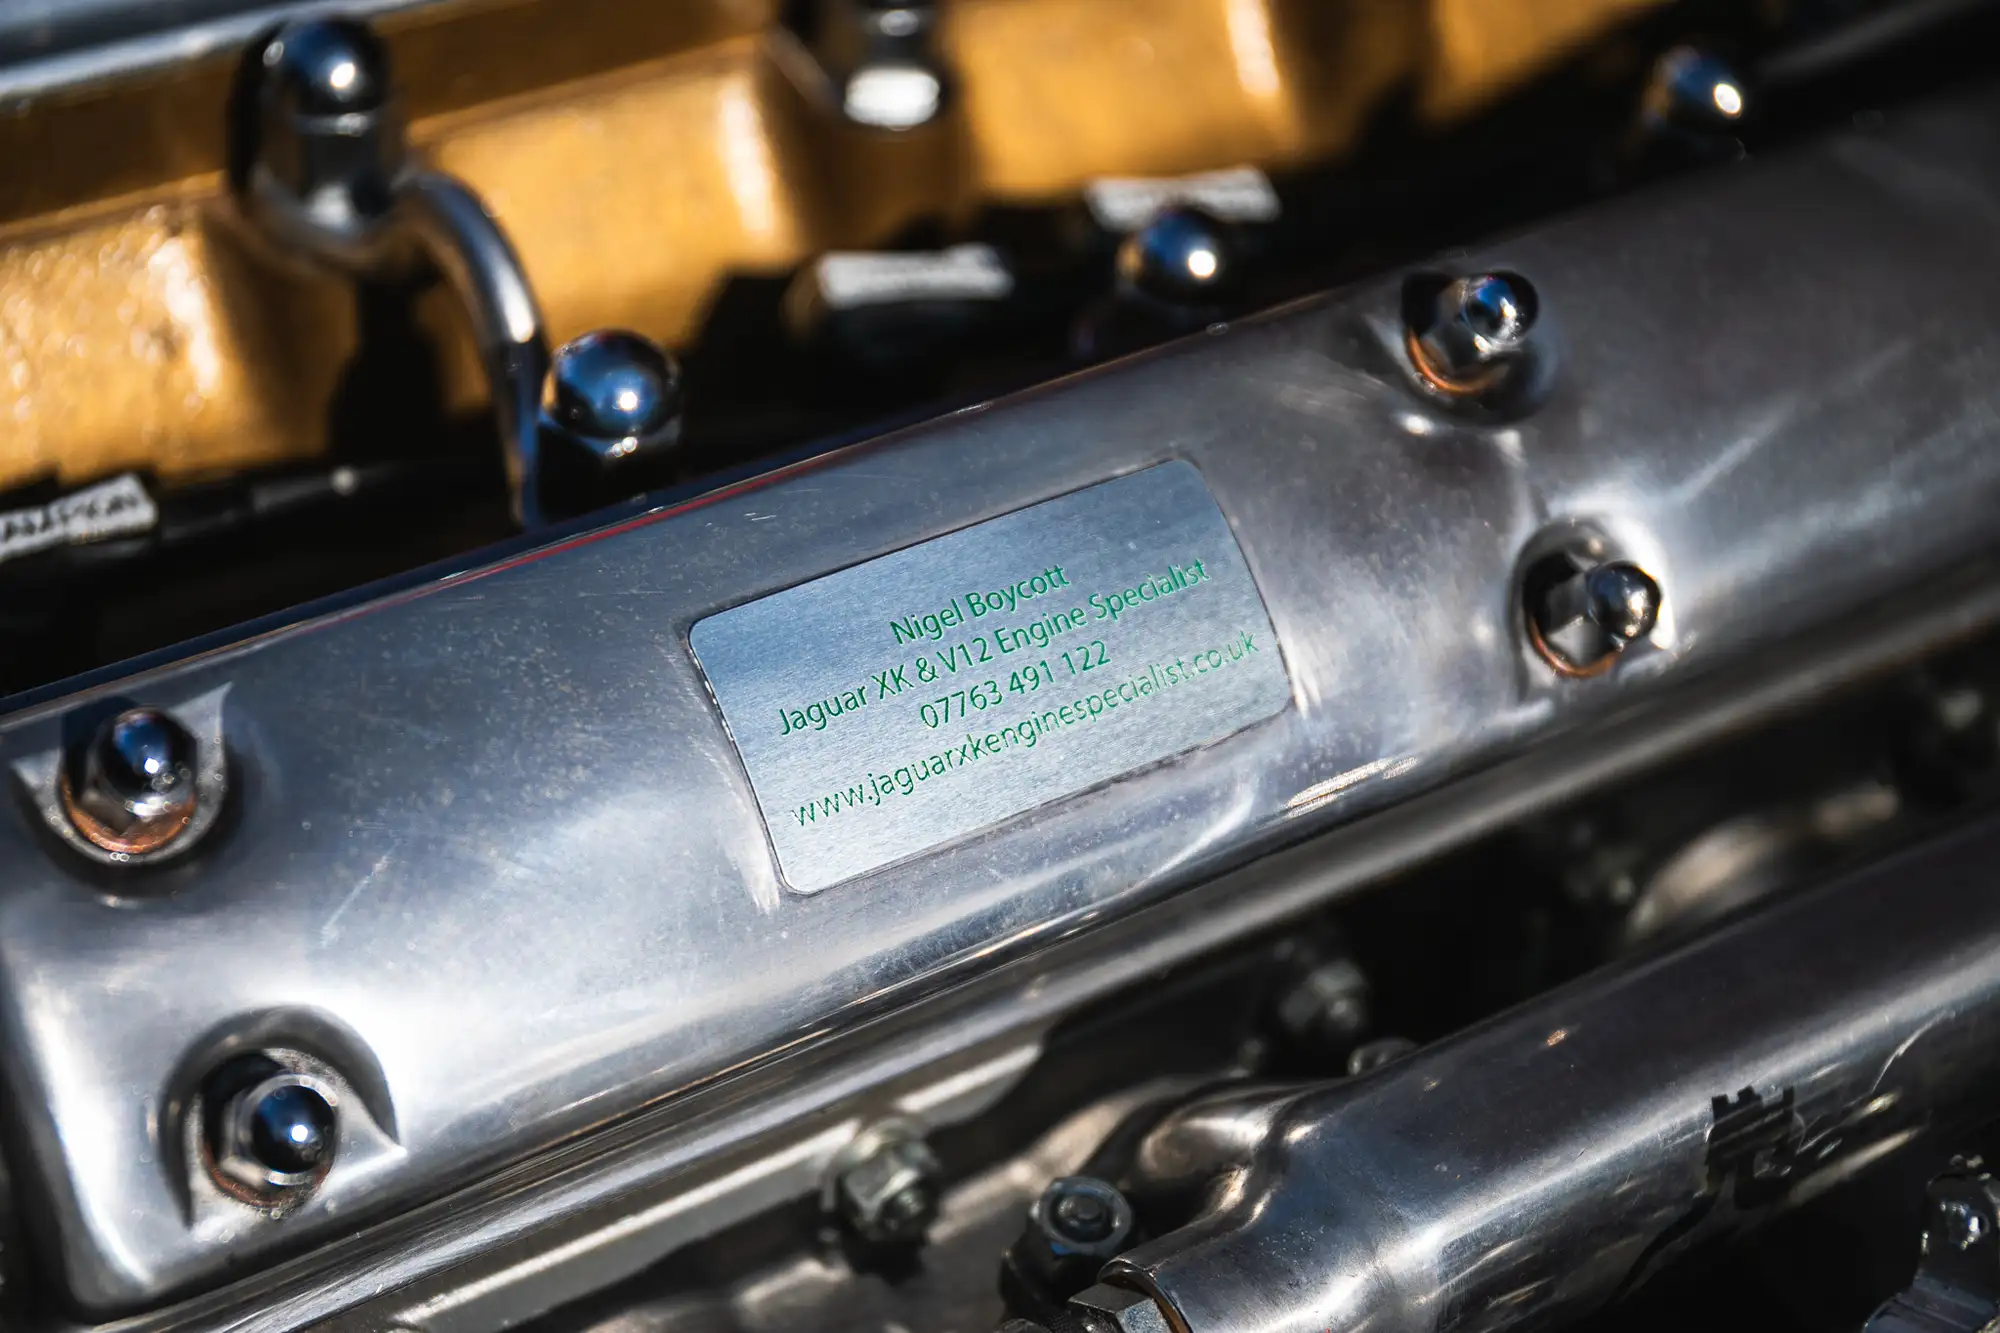 Nigel Boycott
Jaguar XK & V12 Engine Specialist
07763 491 122
www.jaguarxkenginespecialist.co.uk